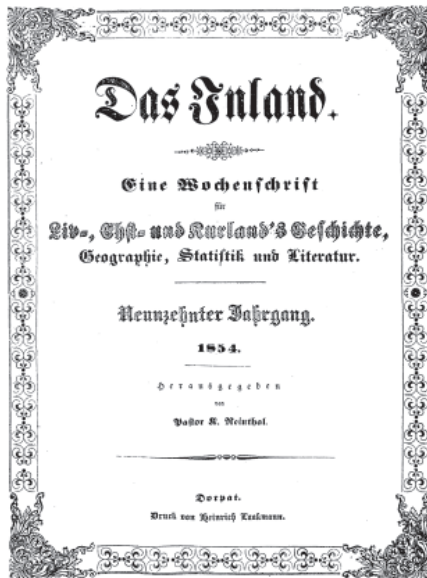 Das Inland.
Eine Wochenschrift
für
Liv-, Ehst- und Kurland's Geschichte,
Geographie, Statistik und Literatur.
Neunzehnter Jahrgang.
1854.
Herausgegeben
von
Pastor K. Reinthal.
Dorpat.
Druck von Heinrich Laakmann.